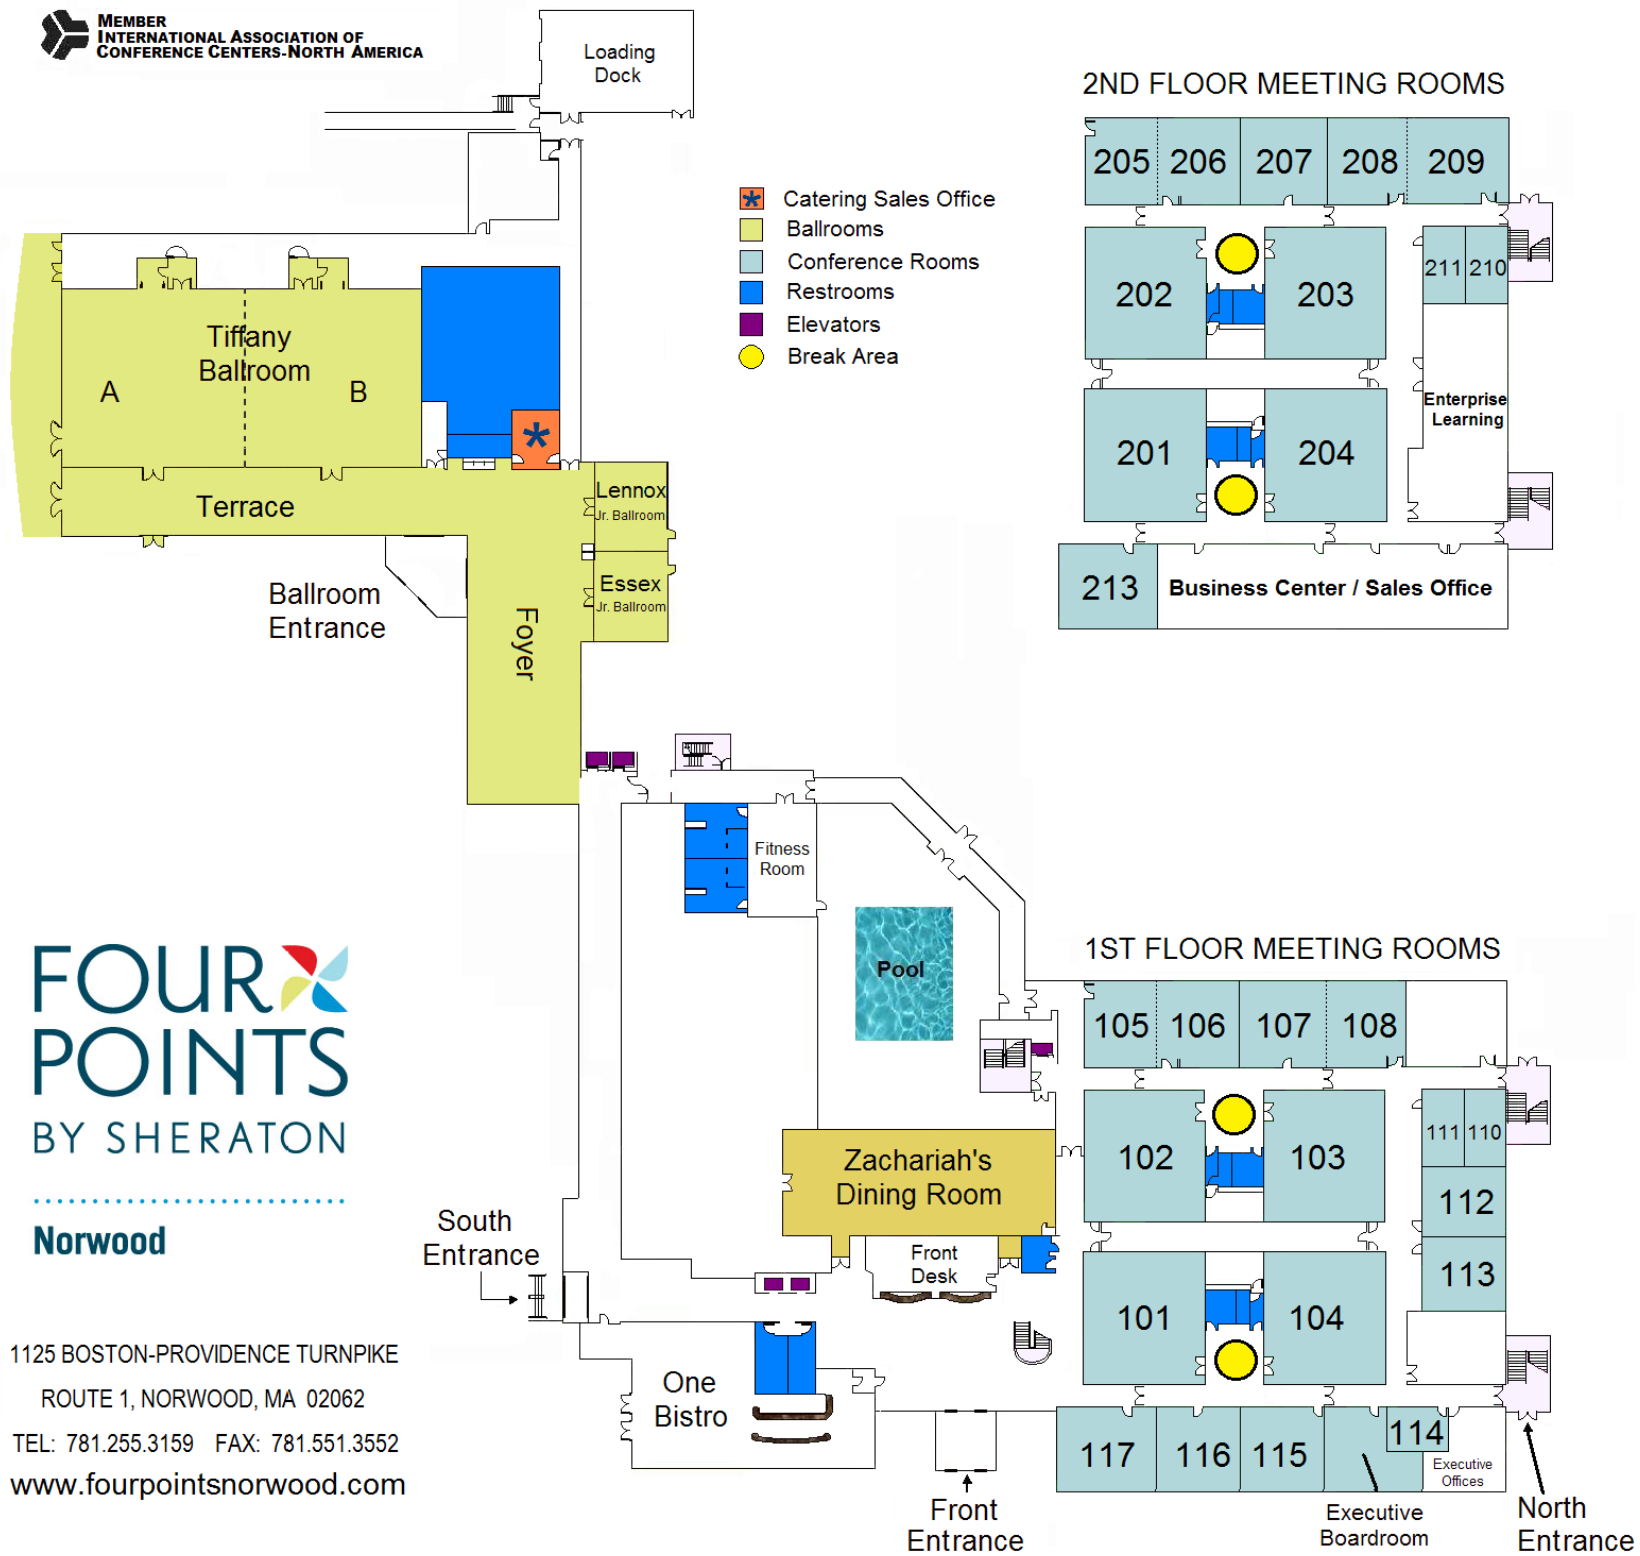 MEMBER
INTERNATIONAL ASSOCIATION OF
CONFERENCE CENTERS-NORTH AMERICA
Loading
Dock
* Catering Sales Office
Ballrooms
Conference Rooms
Restrooms
Elevators
Break Area
Tiffany
Ballroom
A
B
*
Terrace
Lennox
Jr. Ballroom
Essex
Jr. Ballroom
Ballroom
Entrance
Foyer
2ND FLOOR MEETING ROOMS
205 206 207 208 209
202 203
211 210
201 204
Enterprise
Learning
213
Business Center / Sales Office
Fitness
Room
Pool
1ST FLOOR MEETING ROOMS
105 106 107 108
102 103
111 110
112
113
101 104
117 116 115 114
Executive
Offices
Executive
Boardroom
North
Entrance
Zachariah's
Dining Room
Front
Desk
South
Entrance
One
Bistro
Front
Entrance
FOUR
POINTS
BY SHERATON
Norwood
1125 BOSTON-PROVIDENCE TURNPIKE
ROUTE 1, NORWOOD, MA 02062
TEL: 781.255.3159 FAX: 781.551.3552
www.fourpointsnorwood.com